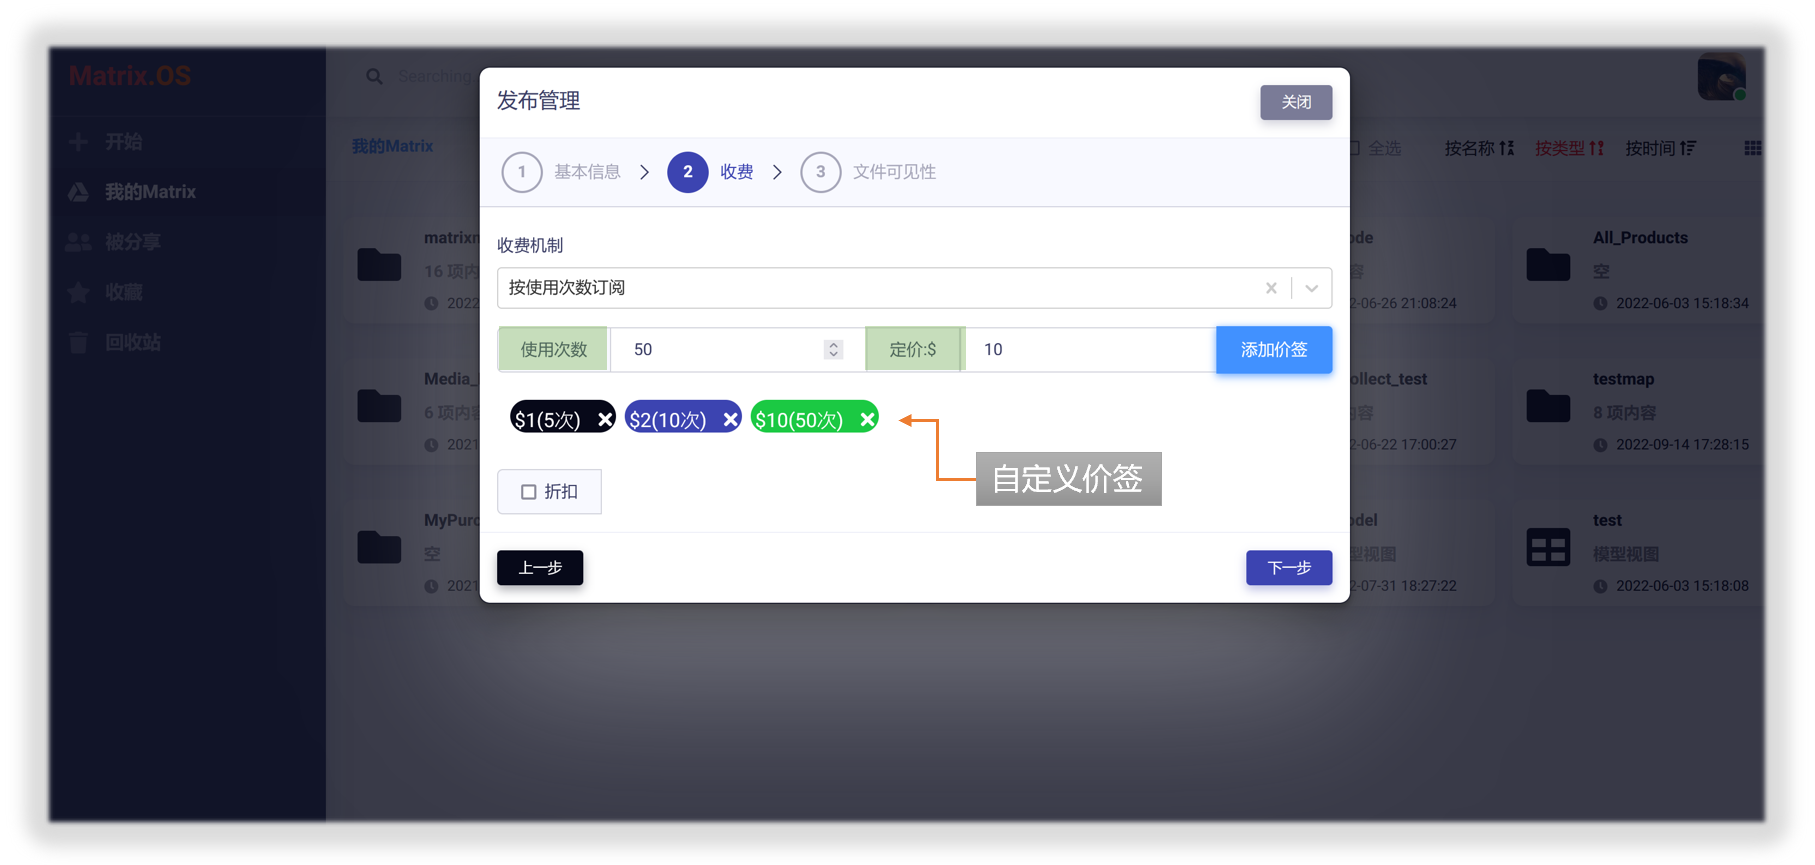 Matrix.OS
开始
我的Matrix
被分享
收藏
回收站
Searching.
我的Matrix
全选
按名称
按类型
按时间
发布管理
关闭
1 基本信息
2 收费
3 文件可见性
收费机制
按使用次数订阅
使用次数 50
定价:$ 10
添加价签
$1(5次)
$2(10次)
$10(50次)
自定义价签
折扣
上一步
下一步
16 项内
2022
Media_
6 项内容
2021
空
2021
2-06-26 21:08:24
ollect_test
2-06-22 17:00:27
型视图
2-07-31 18:27:22
All_Products
空
2022-06-03 15:18:34
testmap
8 项内容
2022-09-14 17:28:15
test
模型视图
2022-06-03 15:18:08